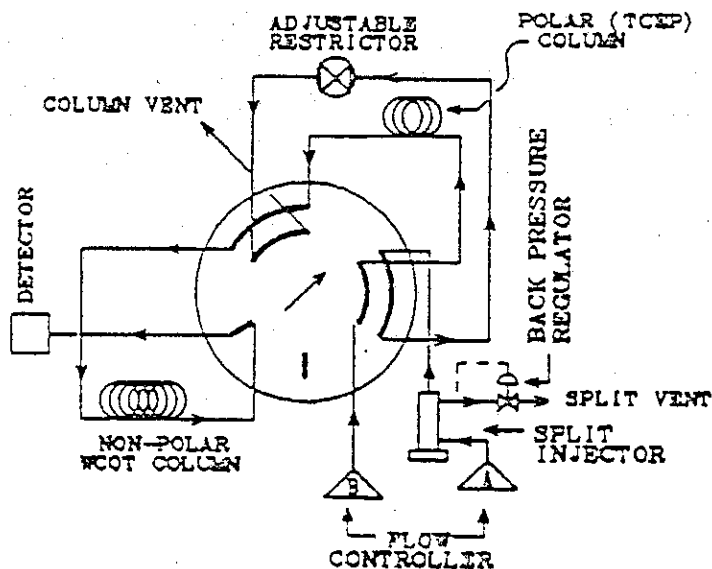 ADJUSTABLE
RESTRICTOR
POLAR (TCEP)
COLUMN
COLUMN VENT
DETECTOR
BACK PRESSURE
REGULATOR
SPLIT VENT
SPLIT
INJECTOR
NON-POLAR
WCOT COLUMN
B
A
FLOW
CONTROLLER